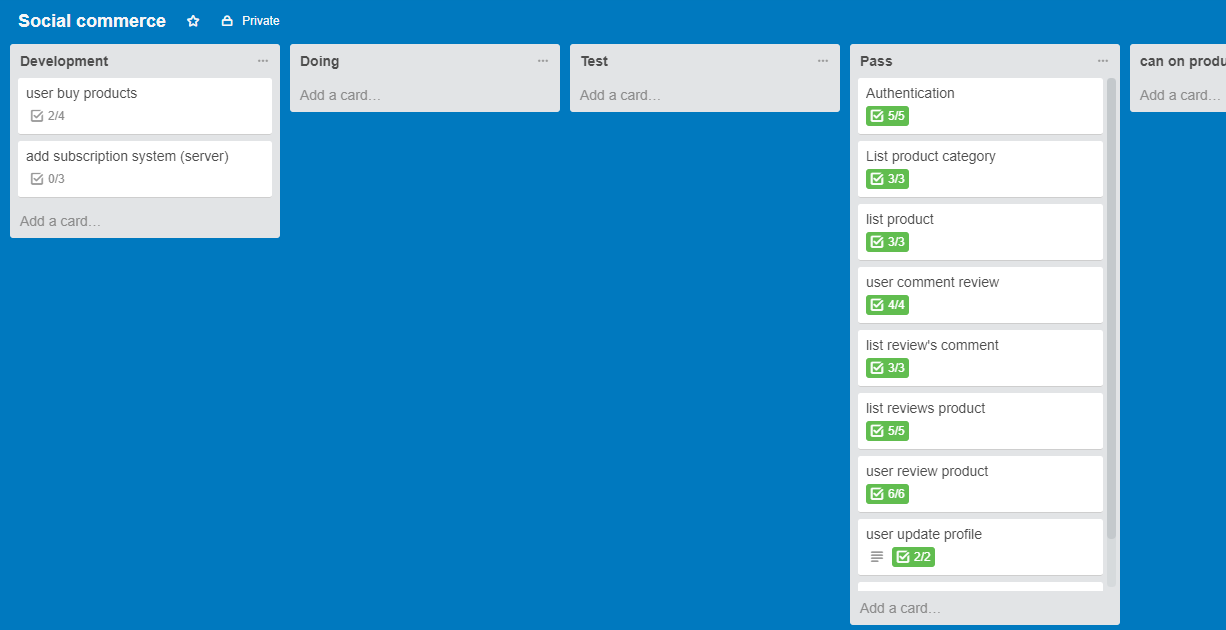 Social commerce Private
Development ...
user buy products
2/4
add subscription system (server)
0/3
Add a card…
Doing ...
Add a card…
Test ...
Add a card…
Pass ...
Authentication
5/5
List product category
3/3
list product
3/3
user comment review
4/4
list review's comment
3/3
list reviews product
5/5
user review product
6/6
user update profile
2/2
Add a card…
can on produ
Add a card…